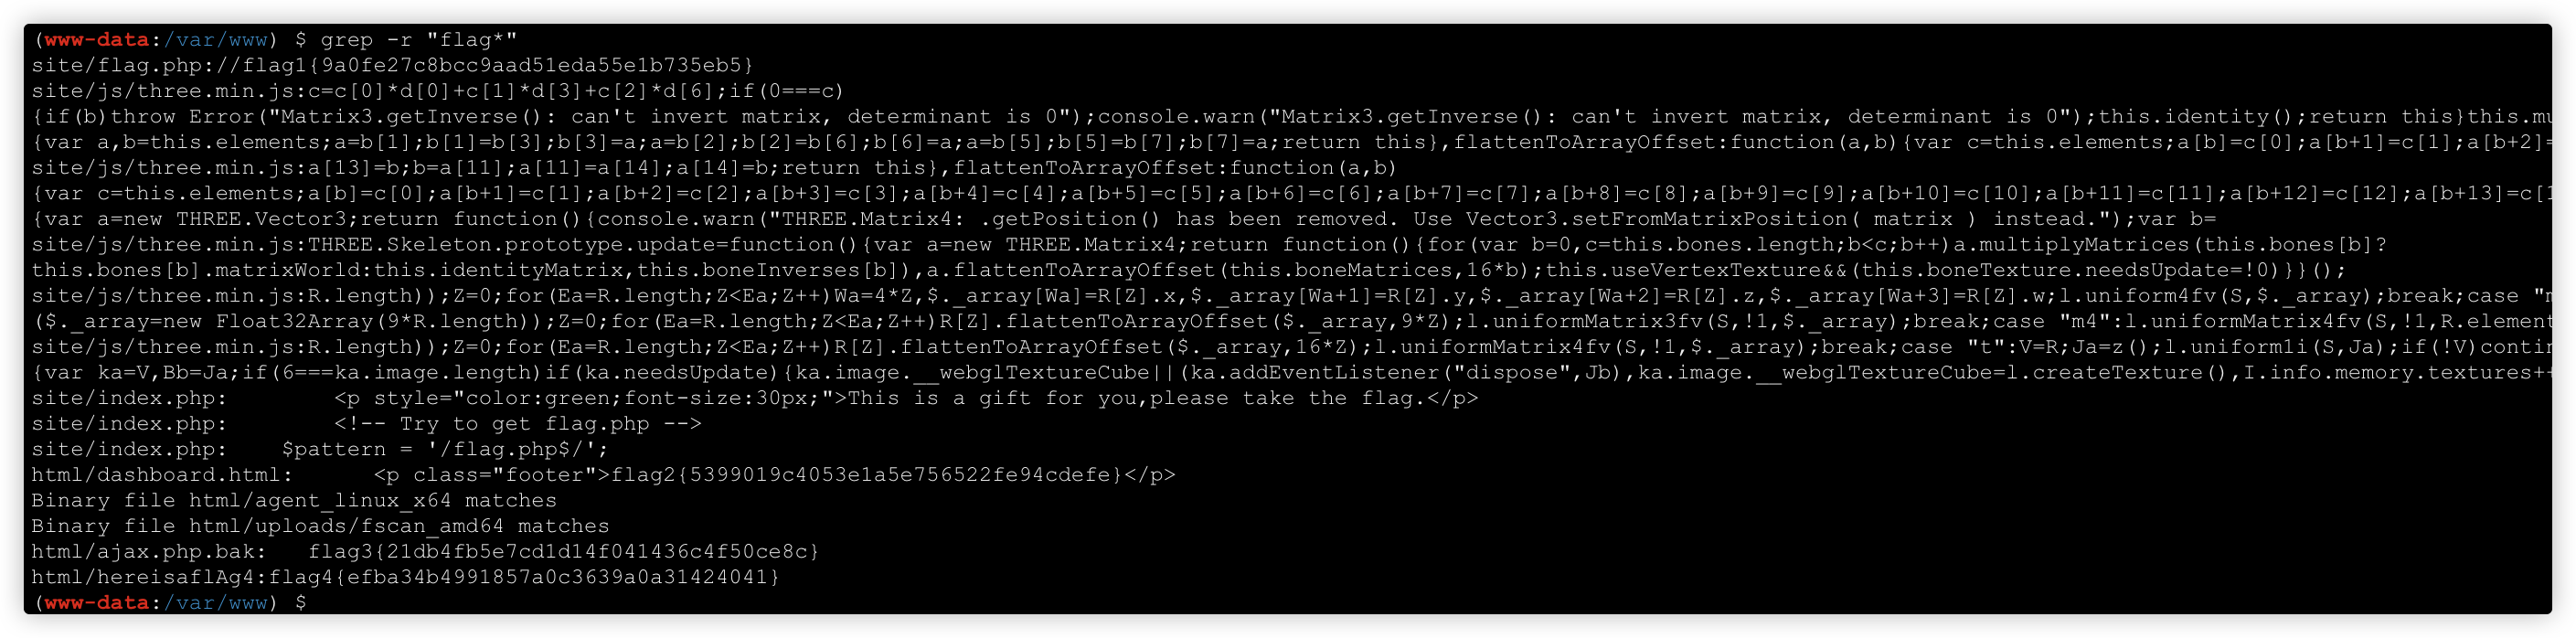 (www-data:/var/www) $ grep -r "flag*"
site/flag.php://flag1{9a0fe27c8bcc9aad51eda55e1b735eb5}
site/js/three.min.js:c=c[0]*d[0]+c[1]*d[3]+c[2]*d[6];if(0===c)
{if(b)throw Error("Matrix3.getInverse(): can't invert matrix, determinant is 0");console.warn("Matrix3.getInverse(): can't invert matrix, determinant is 0");this.identity();return this}this.mu
{var a,b=this.elements;a=b[1];b[1]=b[3];b[3]=a;a=b[2];b[2]=b[6];b[6]=a;a=b[5];b[5]=b[7];b[7]=a;return this},flattenToArrayOffset:function(a,b){var c=this.elements;a[b]=c[0];a[b+1]=c[1];a[b+2]=
site/js/three.min.js:a[13]=b;b=a[11];a[11]=a[14];a[14]=b;return this},flattenToArrayOffset:function(a,b)
{var c=this.elements;a[b]=c[0];a[b+1]=c[1];a[b+2]=c[2];a[b+3]=c[3];a[b+4]=c[4];a[b+5]=c[5];a[b+6]=c[6];a[b+7]=c[7];a[b+8]=c[8];a[b+9]=c[9];a[b+10]=c[10];a[b+11]=c[11];a[b+12]=c[12];a[b+13]=c[1
{var a=new THREE.Vector3;return function(){console.warn("THREE.Matrix4: .getPosition() has been removed. Use Vector3.setFromMatrixPosition( matrix ) instead.");var b=
site/js/three.min.js:THREE.Skeleton.prototype.update=function(){var a=new THREE.Matrix4;return function(){for(var b=0,c=this.bones.length;b<c;b++)a.multiplyMatrices(this.bones[b]?
this.bones[b].matrixWorld:this.identityMatrix,this.boneInverses[b]),a.flattenToArrayOffset(this.boneMatrices,16*b);this.useVertexTexture&&(this.boneTexture.needsUpdate=!0)}}();
site/js/three.min.js:R.length));Z=0;for(Ea=R.length;Z<Ea;Z++)Wa=4*Z,$._array[Wa]=R[Z].x,$._array[Wa+1]=R[Z].y,$._array[Wa+2]=R[Z].z,$._array[Wa+3]=R[Z].w;l.uniform4fv(S,$._array);break;case "m
($._array=new Float32Array(9*R.length));Z=0;for(Ea=R.length;Z<Ea;Z++)R[Z].flattenToArrayOffset($._array,9*Z);l.uniformMatrix3fv(S,!1,$._array);break;case "m4":l.uniformMatrix4fv(S,!1,R.element
site/js/three.min.js:R.length));Z=0;for(Ea=R.length;Z<Ea;Z++)R[Z].flattenToArrayOffset($._array,16*Z);l.uniformMatrix4fv(S,!1,$._array);break;case "t":V=R;Ja=z();l.uniform1i(S,Ja);if(!V)contin
{var ka=V,Bb=Ja;if(6===ka.image.length)if(ka.needsUpdate){ka.image.__webglTextureCube||(ka.addEventListener("dispose",Jb),ka.image.__webglTextureCube=l.createTexture(),I.info.memory.textures++
site/index.php:        <p style="color:green;font-size:30px;">This is a gift for you,please take the flag.</p>
site/index.php:        <!-- Try to get flag.php -->
site/index.php:    $pattern = '/flag.php$/';
html/dashboard.html:      <p class="footer">flag2{5399019c4053e1a5e756522fe94cdefe}</p>
Binary file html/agent_linux_x64 matches
Binary file html/uploads/fscan_amd64 matches
html/ajax.php.bak:   flag3{21db4fb5e7cd1d14f041436c4f50ce8c}
html/hereisaflAg4:flag4{efba34b4991857a0c3639a0a31424041}
(www-data:/var/www) $